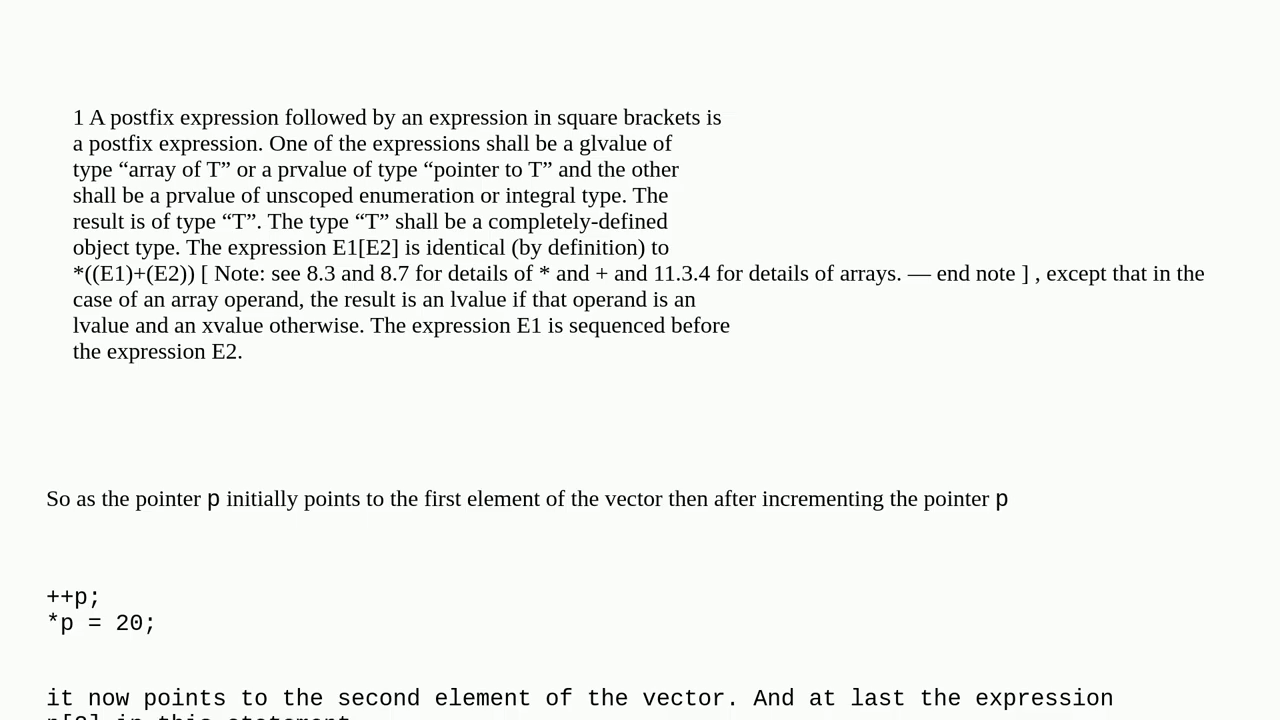 1 A postfix expression followed by an expression in square brackets is
a postfix expression. One of the expressions shall be a glvalue of
type “array of T” or a prvalue of type “pointer to T” and the other
shall be a prvalue of unscoped enumeration or integral type. The
result is of type “T”. The type “T” shall be a completely-defined
object type. The expression E1[E2] is identical (by definition) to
*((E1)+(E2)) [ Note: see 8.3 and 8.7 for details of * and + and 11.3.4 for details of arrays. — end note ] , except that in the
case of an array operand, the result is an lvalue if that operand is an
lvalue and an xvalue otherwise. The expression E1 is sequenced before
the expression E2.
So as the pointer p initially points to the first element of the vector then after incrementing the pointer p
++p;
*p = 20;
it now points to the second element of the vector. And at last the expression
in this statement